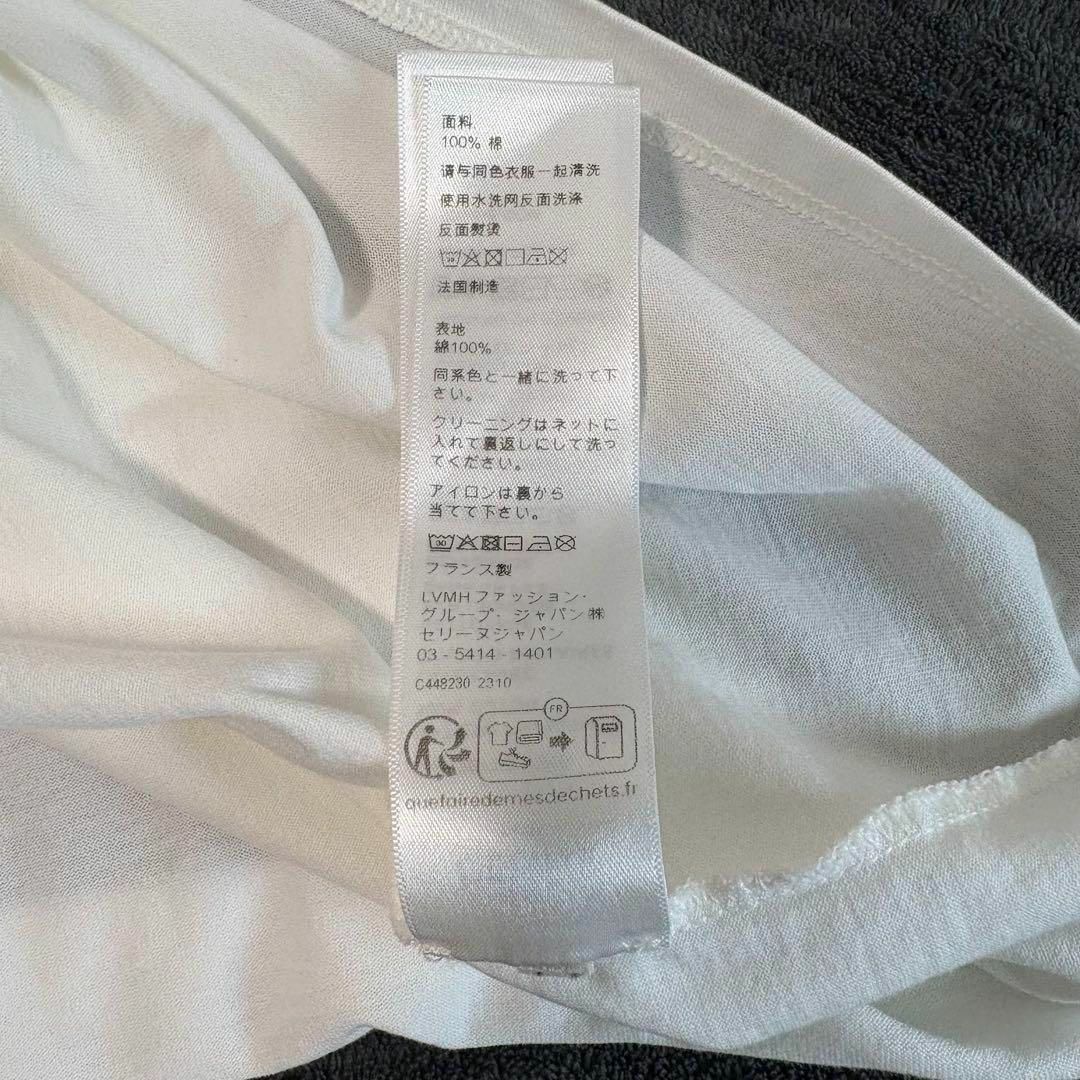 面料
100% 棉
请与同色衣服一起清洗
使用水洗网反面洗涤
反面熨烫
法国制造
表地
綿100%
同系色と一緒に洗って下
さい。
クリーニングはネットに
入れて裏返しにして洗っ
てください。
アイロンは裏から
当てて下さい。
30
フランス製
LVMHファッション・
グループ・ジャパン㈱
セリーヌジャパン
03 - 5414 - 1401
C448230 2310
FR
quefairedemesdechets.fr